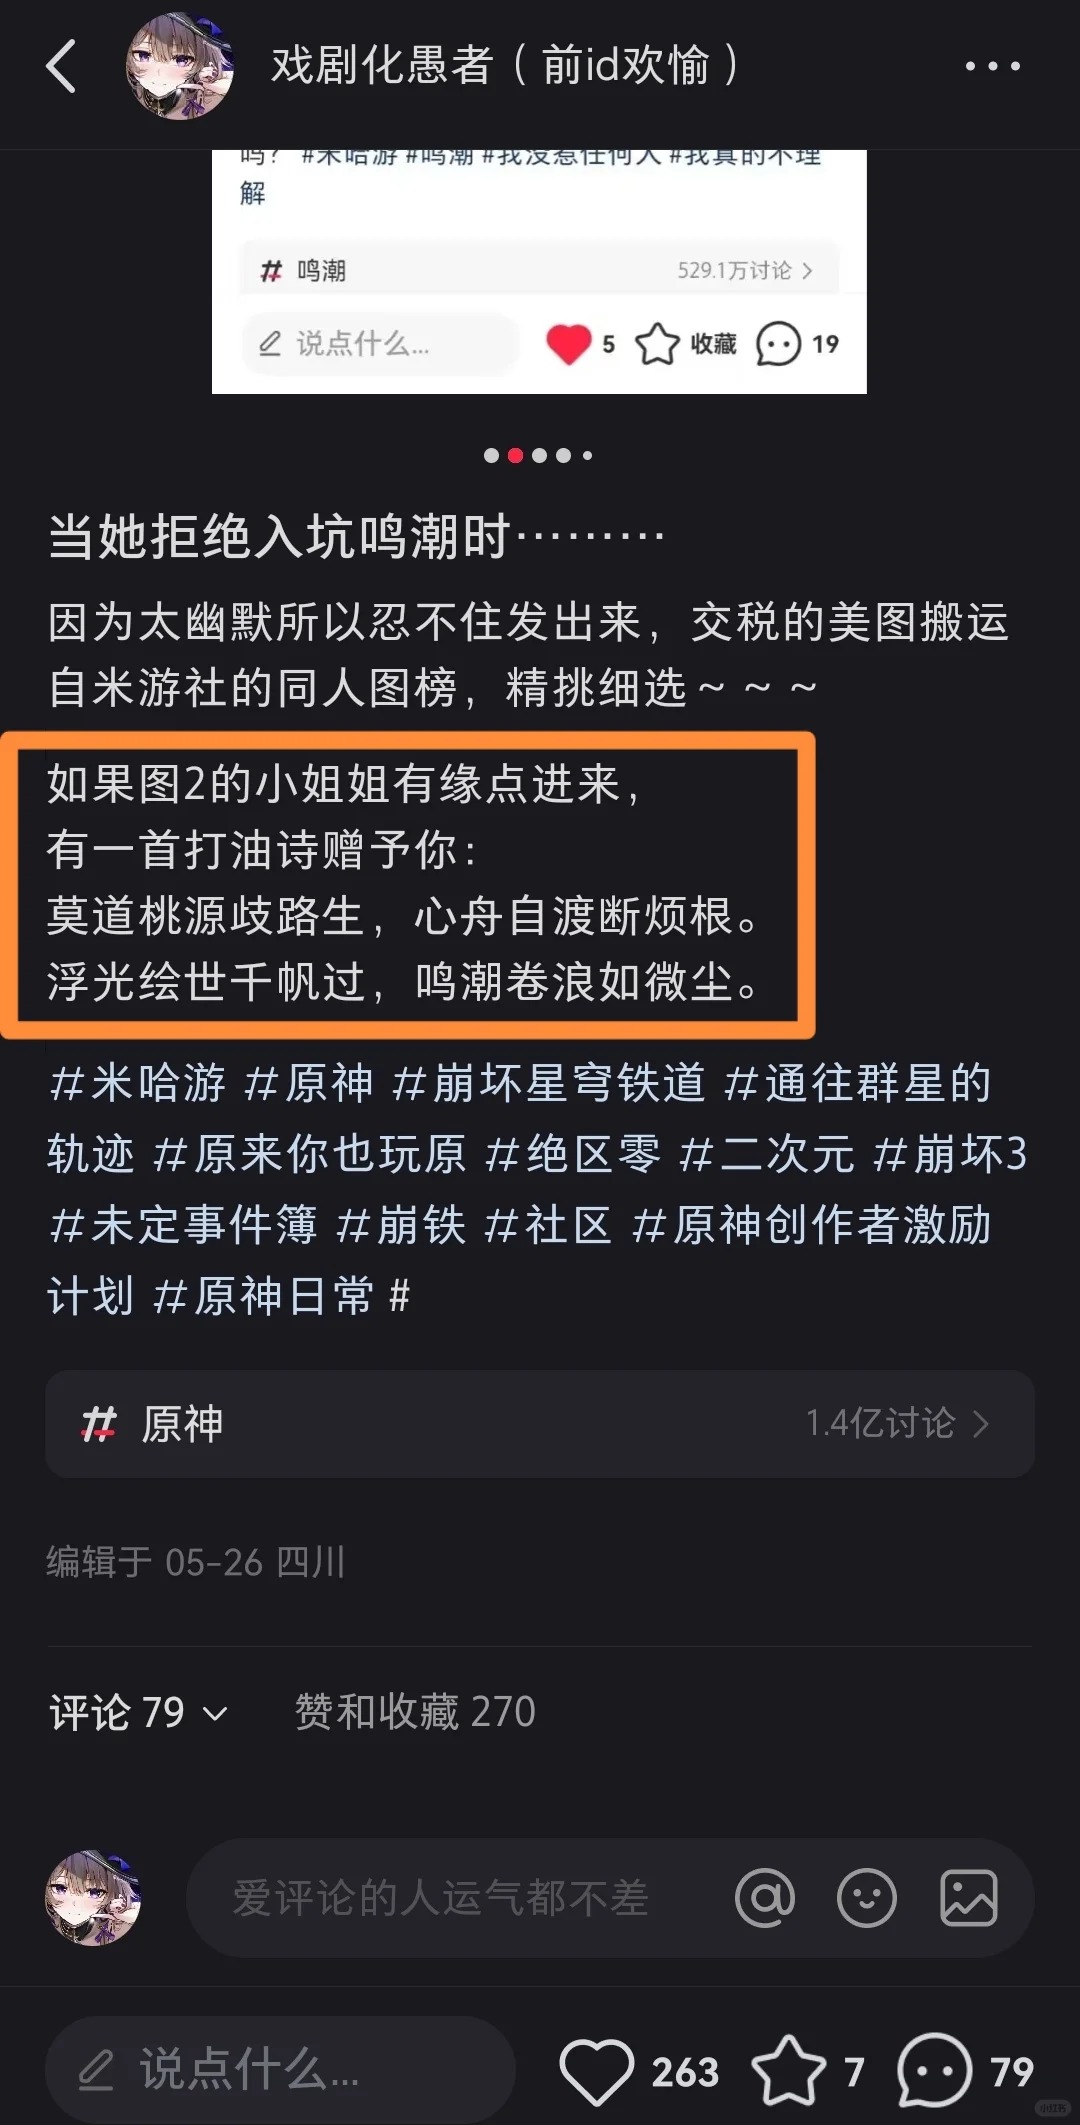 戏剧化愚者（前id欢愉）
吗？ #米哈游 #鸣潮 #我没惹任何人 #我真的不理
解
# 鸣潮 529.1万讨论 >
说点什么... 5 收藏 19
当她拒绝入坑鸣潮时………
因为太幽默所以忍不住发出来，交税的美图搬运
自米游社的同人图榜，精挑细选～～～
如果图2的小姐姐有缘点进来，
有一首打油诗赠予你：
莫道桃源歧路生，心舟自渡断烦根。
浮光绘世千帆过，鸣潮卷浪如微尘。
#米哈游 #原神 #崩坏星穹铁道 #通往群星的
轨迹 #原来你也玩原 #绝区零 #二次元 #崩坏3
#未定事件簿 #崩铁 #社区 #原神创作者激励
计划 #原神日常 #
# 原神 1.4亿讨论 >
编辑于 05-26 四川
评论 79 赞和收藏 270
爱评论的人运气都不差
说点什么... 263 7 79
小红书